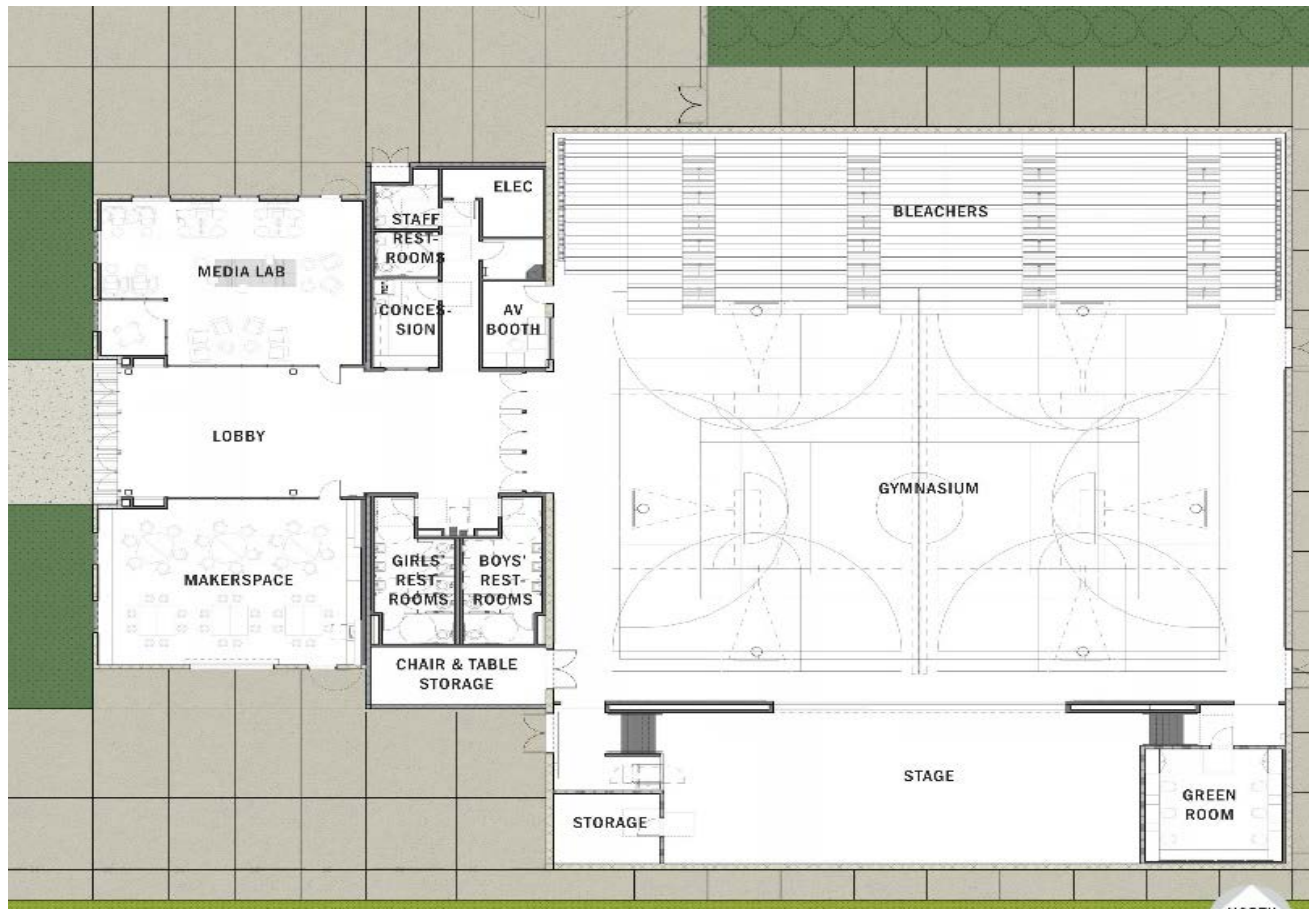 ELEC
STAFF
REST-
ROOMS
BLEACHERS
MEDIA LAB
CONCES-
SION
AV
BOOTH
LOBBY
GYMNASIUM
MAKERSPACE
GIRLS'
REST-
ROOMS
BOYS'
REST-
ROOMS
CHAIR & TABLE
STORAGE
STAGE
STORAGE
GREEN
ROOM